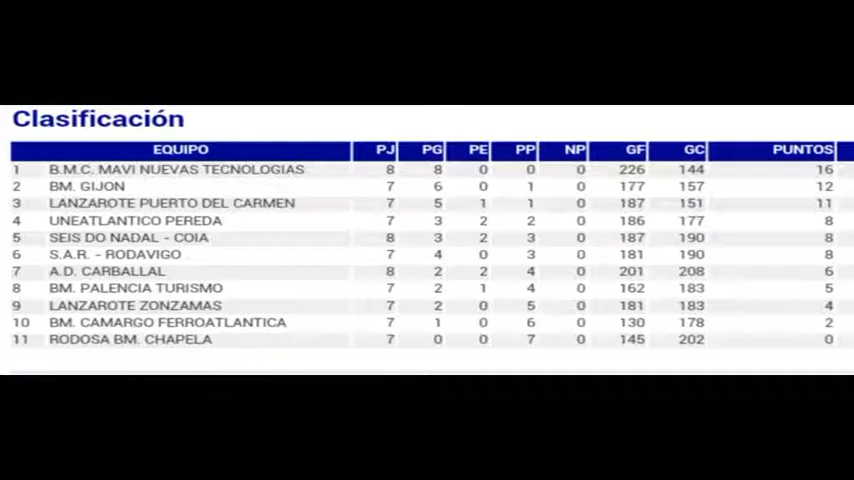 Clasificación
EQUIPO PJ PG PE PP NP GF GC PUNTOS
1 B.M.C. MAVI NUEVAS TECNOLOGIAS 8 8 0 0 0 226 144 16
2 BM. GIJON 7 6 0 1 0 177 157 12
3 LANZAROTE PUERTO DEL CARMEN 7 5 1 1 0 187 151 11
4 UNEATLANTICO PEREDA 7 3 2 2 0 186 177 8
5 SEIS DO NADAL - COIA 8 3 2 3 0 187 190 8
6 S.A.R. - RODAVIGO 7 4 0 3 0 181 190 8
7 A.D. CARBALLAL 8 2 2 4 0 201 208 6
8 BM. PALENCIA TURISMO 7 2 1 4 0 162 183 5
9 LANZAROTE ZONZAMAS 7 2 0 5 0 181 183 4
10 BM. CAMARGO FERROATLANTICA 7 1 0 6 0 130 178 2
11 RODOSA BM. CHAPELA 7 0 0 7 0 145 202 0